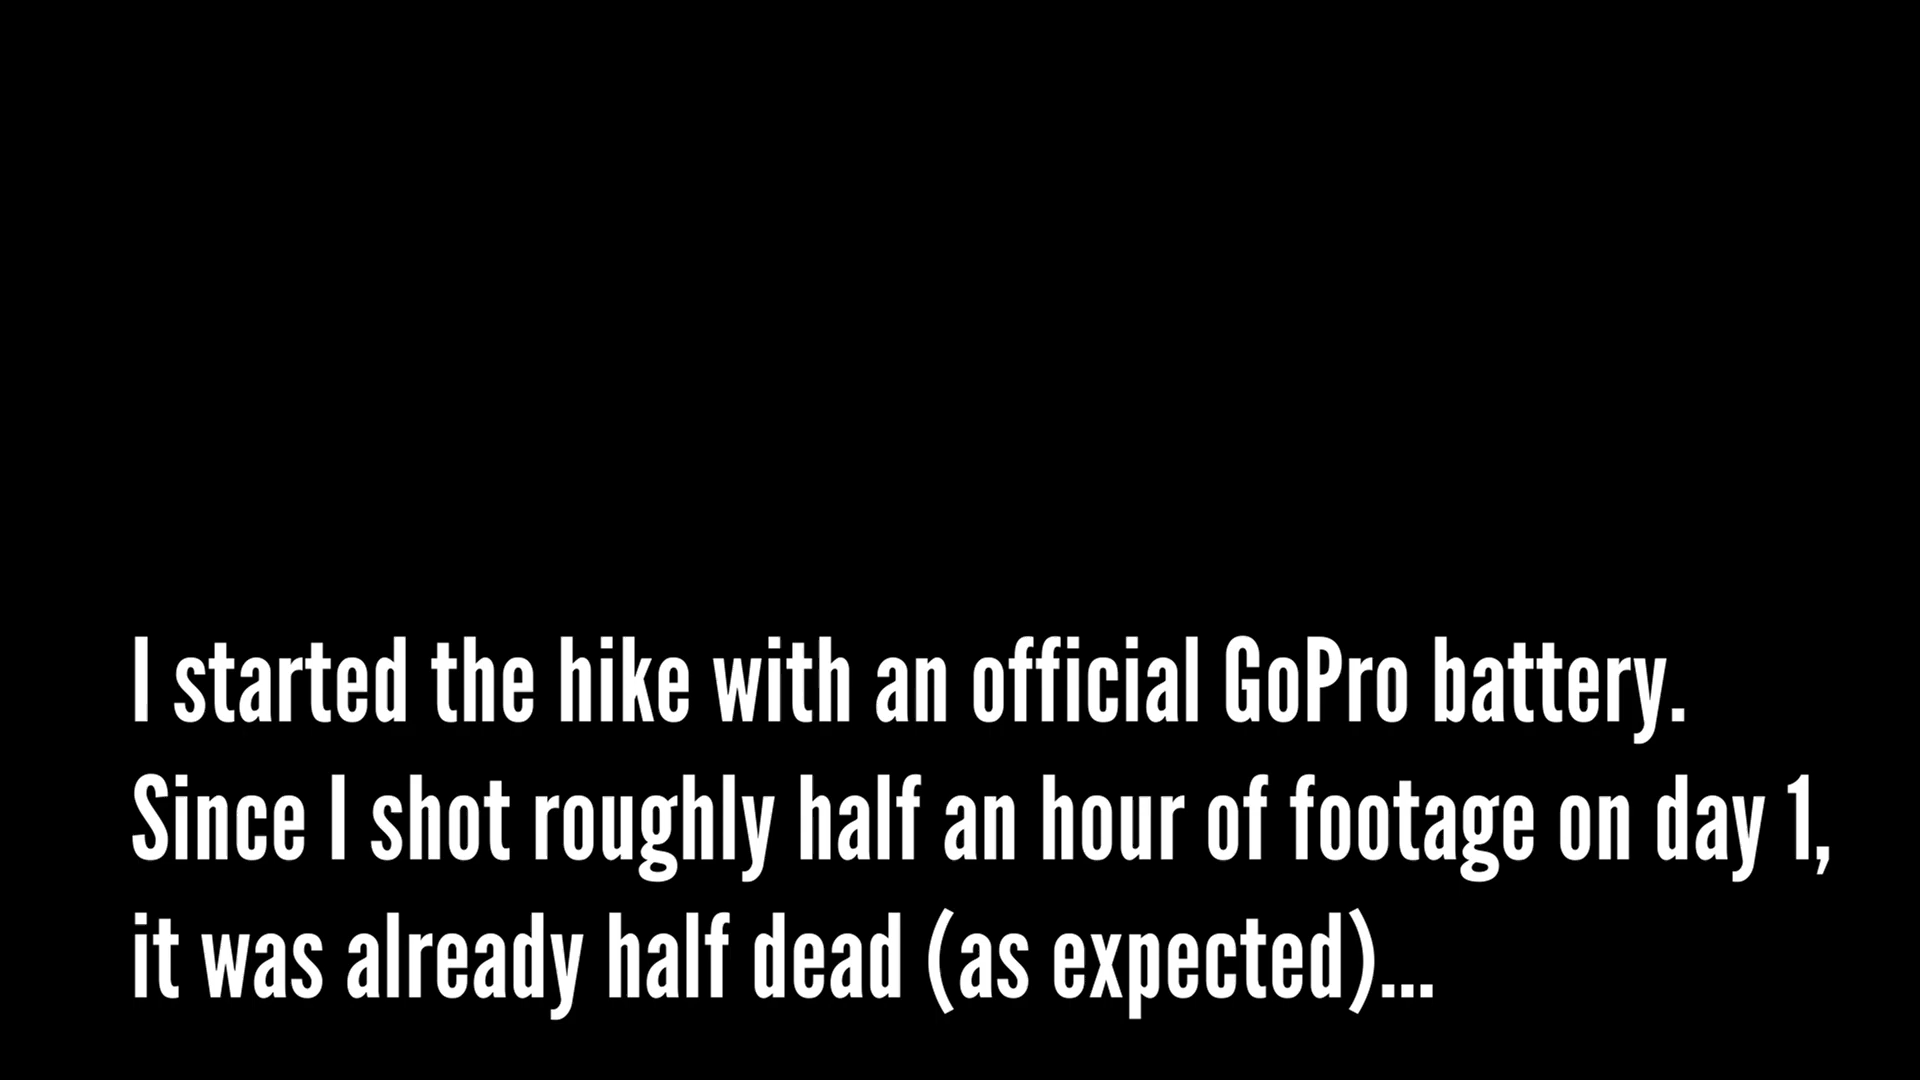 I started the hike with an official GoPro battery.
Since I shot roughly half an hour of footage on day 1,
it was already half dead (as expected)...